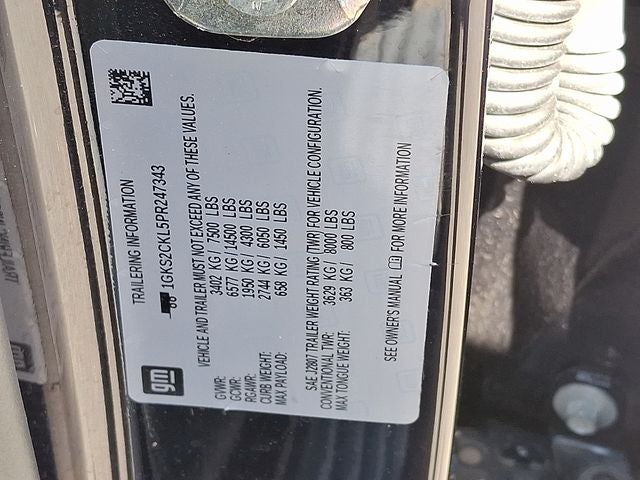 gm
TRAILERING INFORMATION
1GKS2CKL5PR247343
VEHICLE AND TRAILER MUST NOT EXCEED ANY OF THESE VALUES.
GVWR: 3402 KG / 7500 LBS
GCWR: 6577 KG / 14500 LBS
RGAWR: 1950 KG / 4300 LBS
CURB WEIGHT: 2744 KG / 6050 LBS
MAX PAYLOAD: 658 KG / 1450 LBS
SAE J2807 TRAILER WEIGHT RATING TWR FOR VEHICLE CONFIGURATION.
CONVENTIONAL TWR: 3629 KG / 8000 LBS
MAX TONGUE WEIGHT: 363 KG / 800 LBS
SEE OWNER'S MANUAL FOR MORE INFORMATION